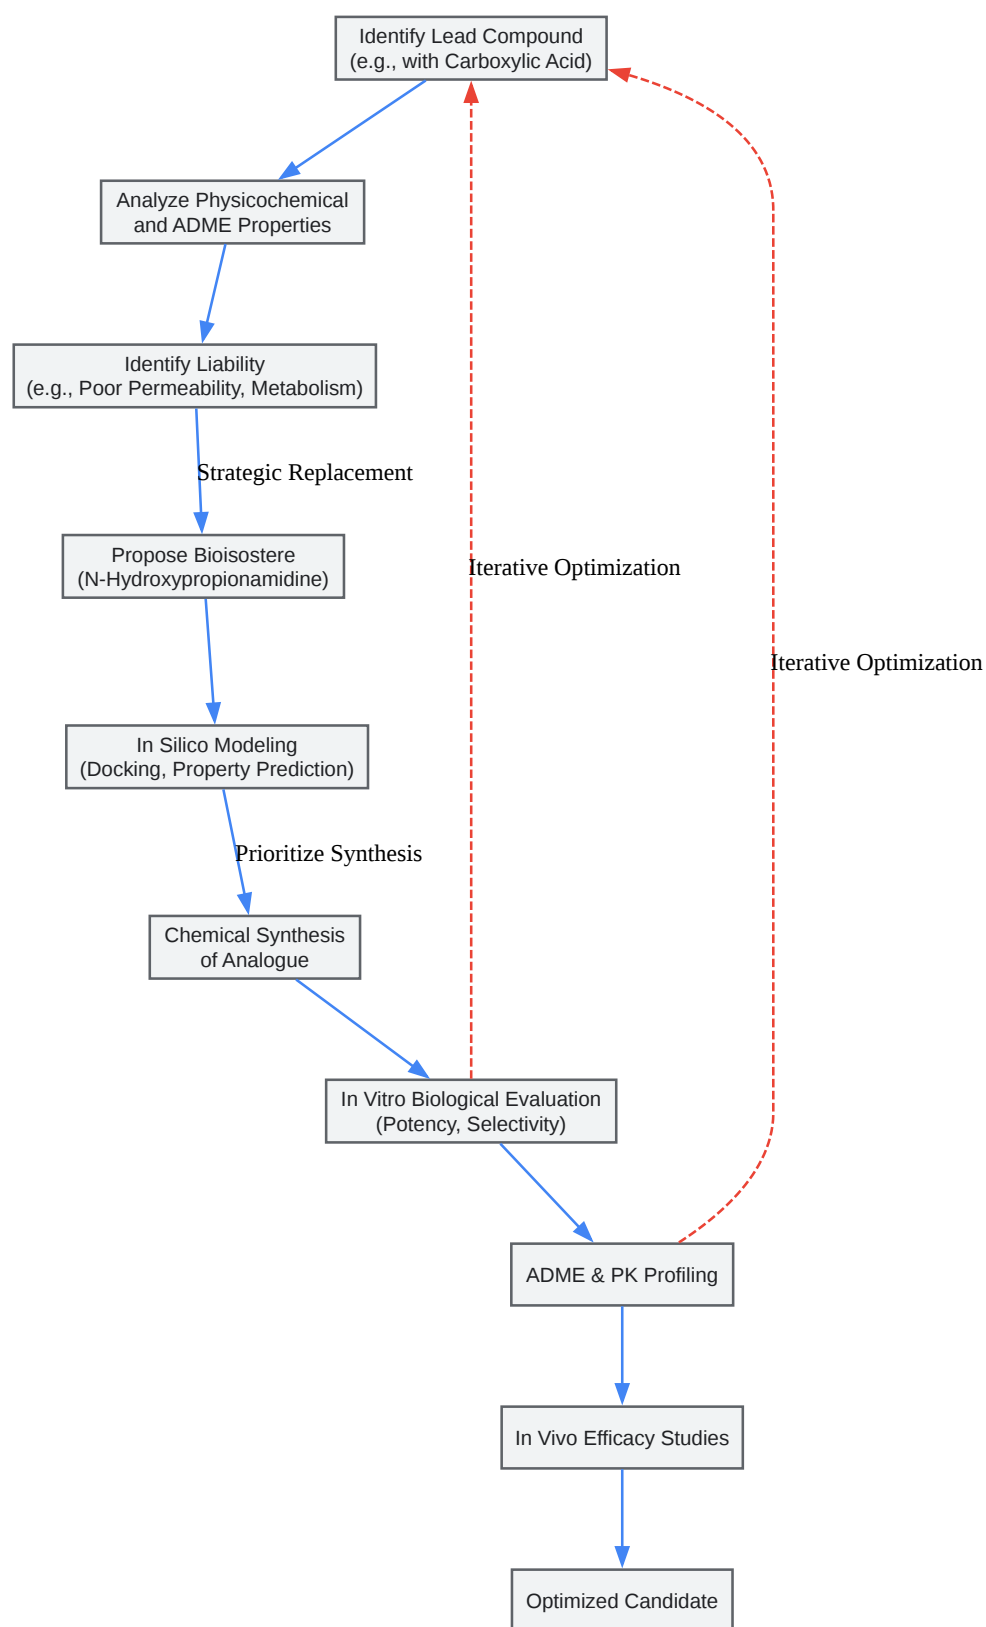 Identify Lead Compound
(e.g., with Carboxylic Acid)
Analyze Physicochemical
and ADME Properties
Identify Liability
(e.g., Poor Permeability, Metabolism)
Strategic Replacement
Propose Bioisostere
(N-Hydroxypropionamidine)
Iterative Optimization
Iterative Optimization
In Silico Modeling
(Docking, Property Prediction)
Prioritize Synthesis
Chemical Synthesis
of Analogue
In Vitro Biological Evaluation
(Potency, Selectivity)
ADME & PK Profiling
In Vivo Efficacy Studies
Optimized Candidate